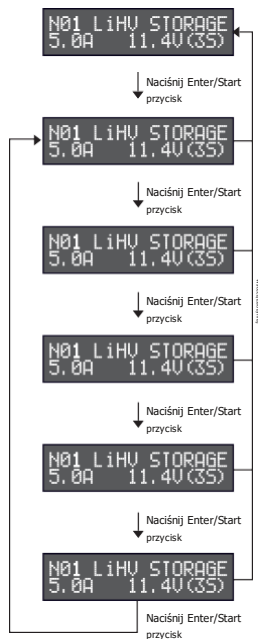 N01 LiHV STORAGE
5.0A 11.4V(3S)
Naciśnij Enter/Start
przycisk
N01 LiHV STORAGE
5.0A 11.4V(3S)
Naciśnij Enter/Start
przycisk
N01 LiHV STORAGE
5.0A 11.4V(3S)
Naciśnij Enter/Start
przycisk
N01 LiHV STORAGE
5.0A 11.4V(3S)
Naciśnij Enter/Start
przycisk
N01 LiHV STORAGE
5.0A 11.4V(3S)
Naciśnij Enter/Start
przycisk
N01 LiHV STORAGE
5.0A 11.4V(3S)
Naciśnij Enter/Start
przycisk